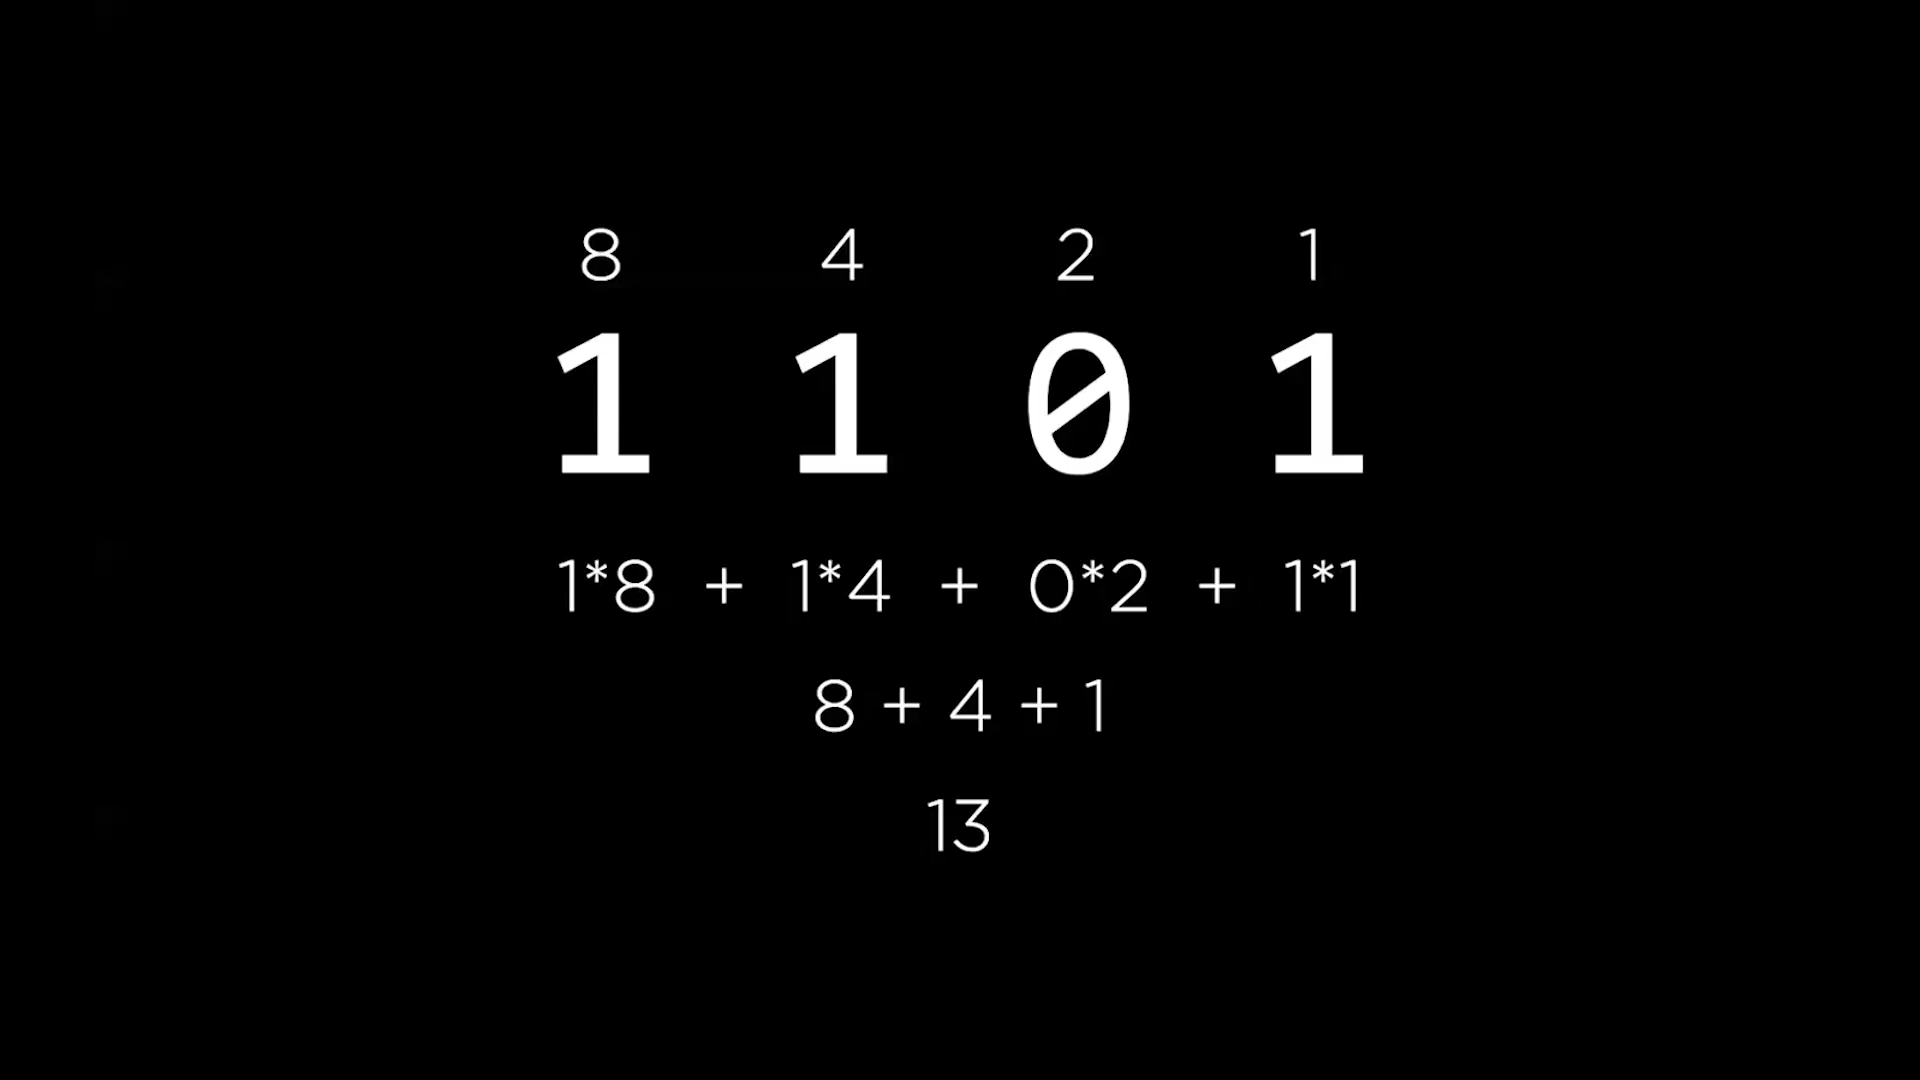 8 4 2 1
1 1 0 1
1*8 + 1*4 + 0*2 + 1*1
8 + 4 + 1
13